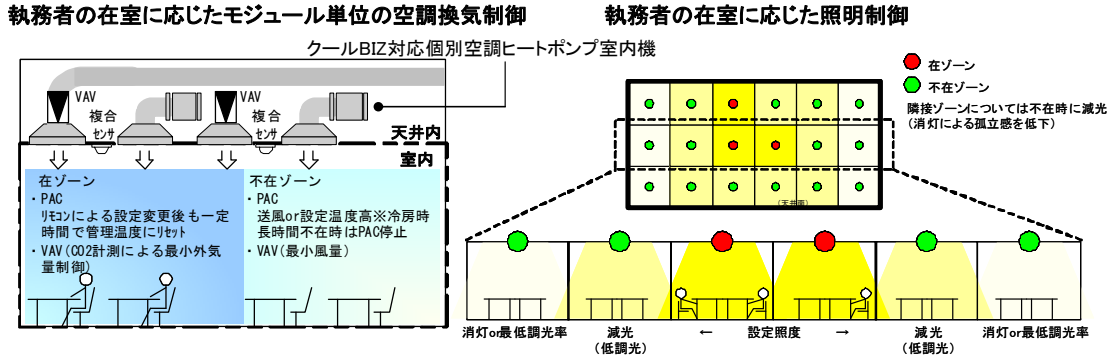 執務者の在室に応じたモジュール単位の空調換気制御
執務者の在室に応じた照明制御
クールBIZ対応個別空調ヒートポンプ室内機
VAV
複合
センサ
VAV
複合
センサ
天井内
室内
在ゾーン
・PAC
リモコンによる設定変更後も一定
時間で管理温度にリセット
・VAV(CO2計測による最小外気
量制御)
不在ゾーン
・PAC
送風or設定温度高※冷房時
長時間不在時はPAC停止
・VAV(最小風量)
在ゾーン
不在ゾーン
隣接ゾーンについては不在時に減光
(消灯による孤立感を低下)
(天井面)
消灯or最低調光率
減光
(低調光)
← 設定照度 →
減光
(低調光)
消灯or最低調光率